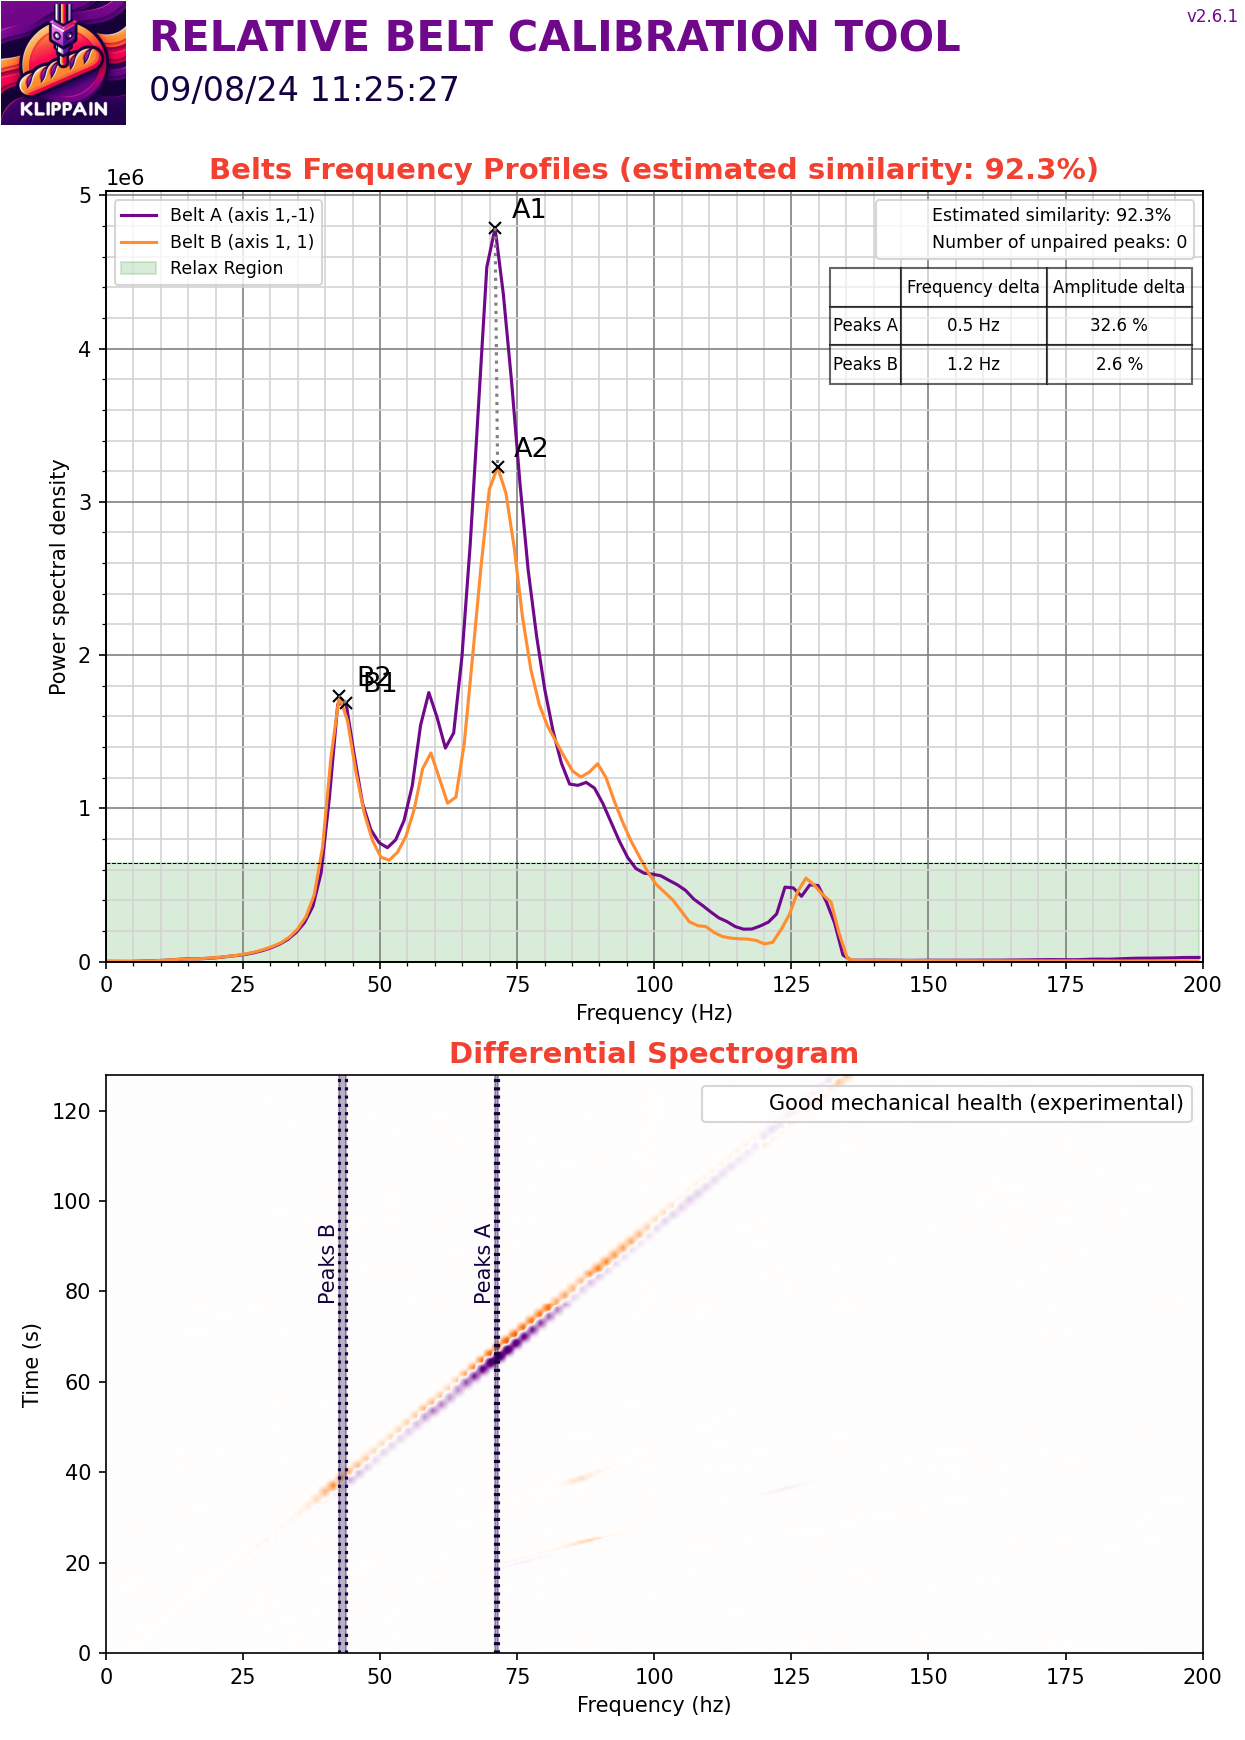 KLIPPAIN
RELATIVE BELT CALIBRATION TOOL
v2.6.1
09/08/24 11:25:27
Belts Frequency Profiles (estimated similarity: 92.3%)
1e6
Belt A (axis 1,-1)
Belt B (axis 1, 1)
Relax Region
Estimated similarity: 92.3%
Number of unpaired peaks: 0
Frequency delta Amplitude delta
Peaks A 0.5 Hz 32.6 %
Peaks B 1.2 Hz 2.6 %
A1
A2
B2
B1
Power spectral density
5
4
3
2
1
0
0 25 50 75 100 125 150 175 200
Frequency (Hz)
Differential Spectrogram
Good mechanical health (experimental)
Peaks B
Peaks A
Time (s)
120
100
80
60
40
20
0
0 25 50 75 100 125 150 175 200
Frequency (hz)